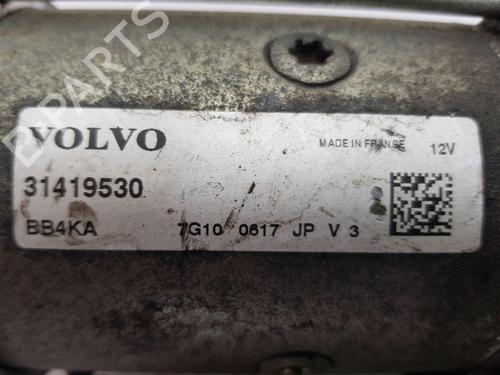 BPARTS
VOLVO
MADE IN FRANCE 12V
31419530
BB4KA 7G10 0617 JP V 3